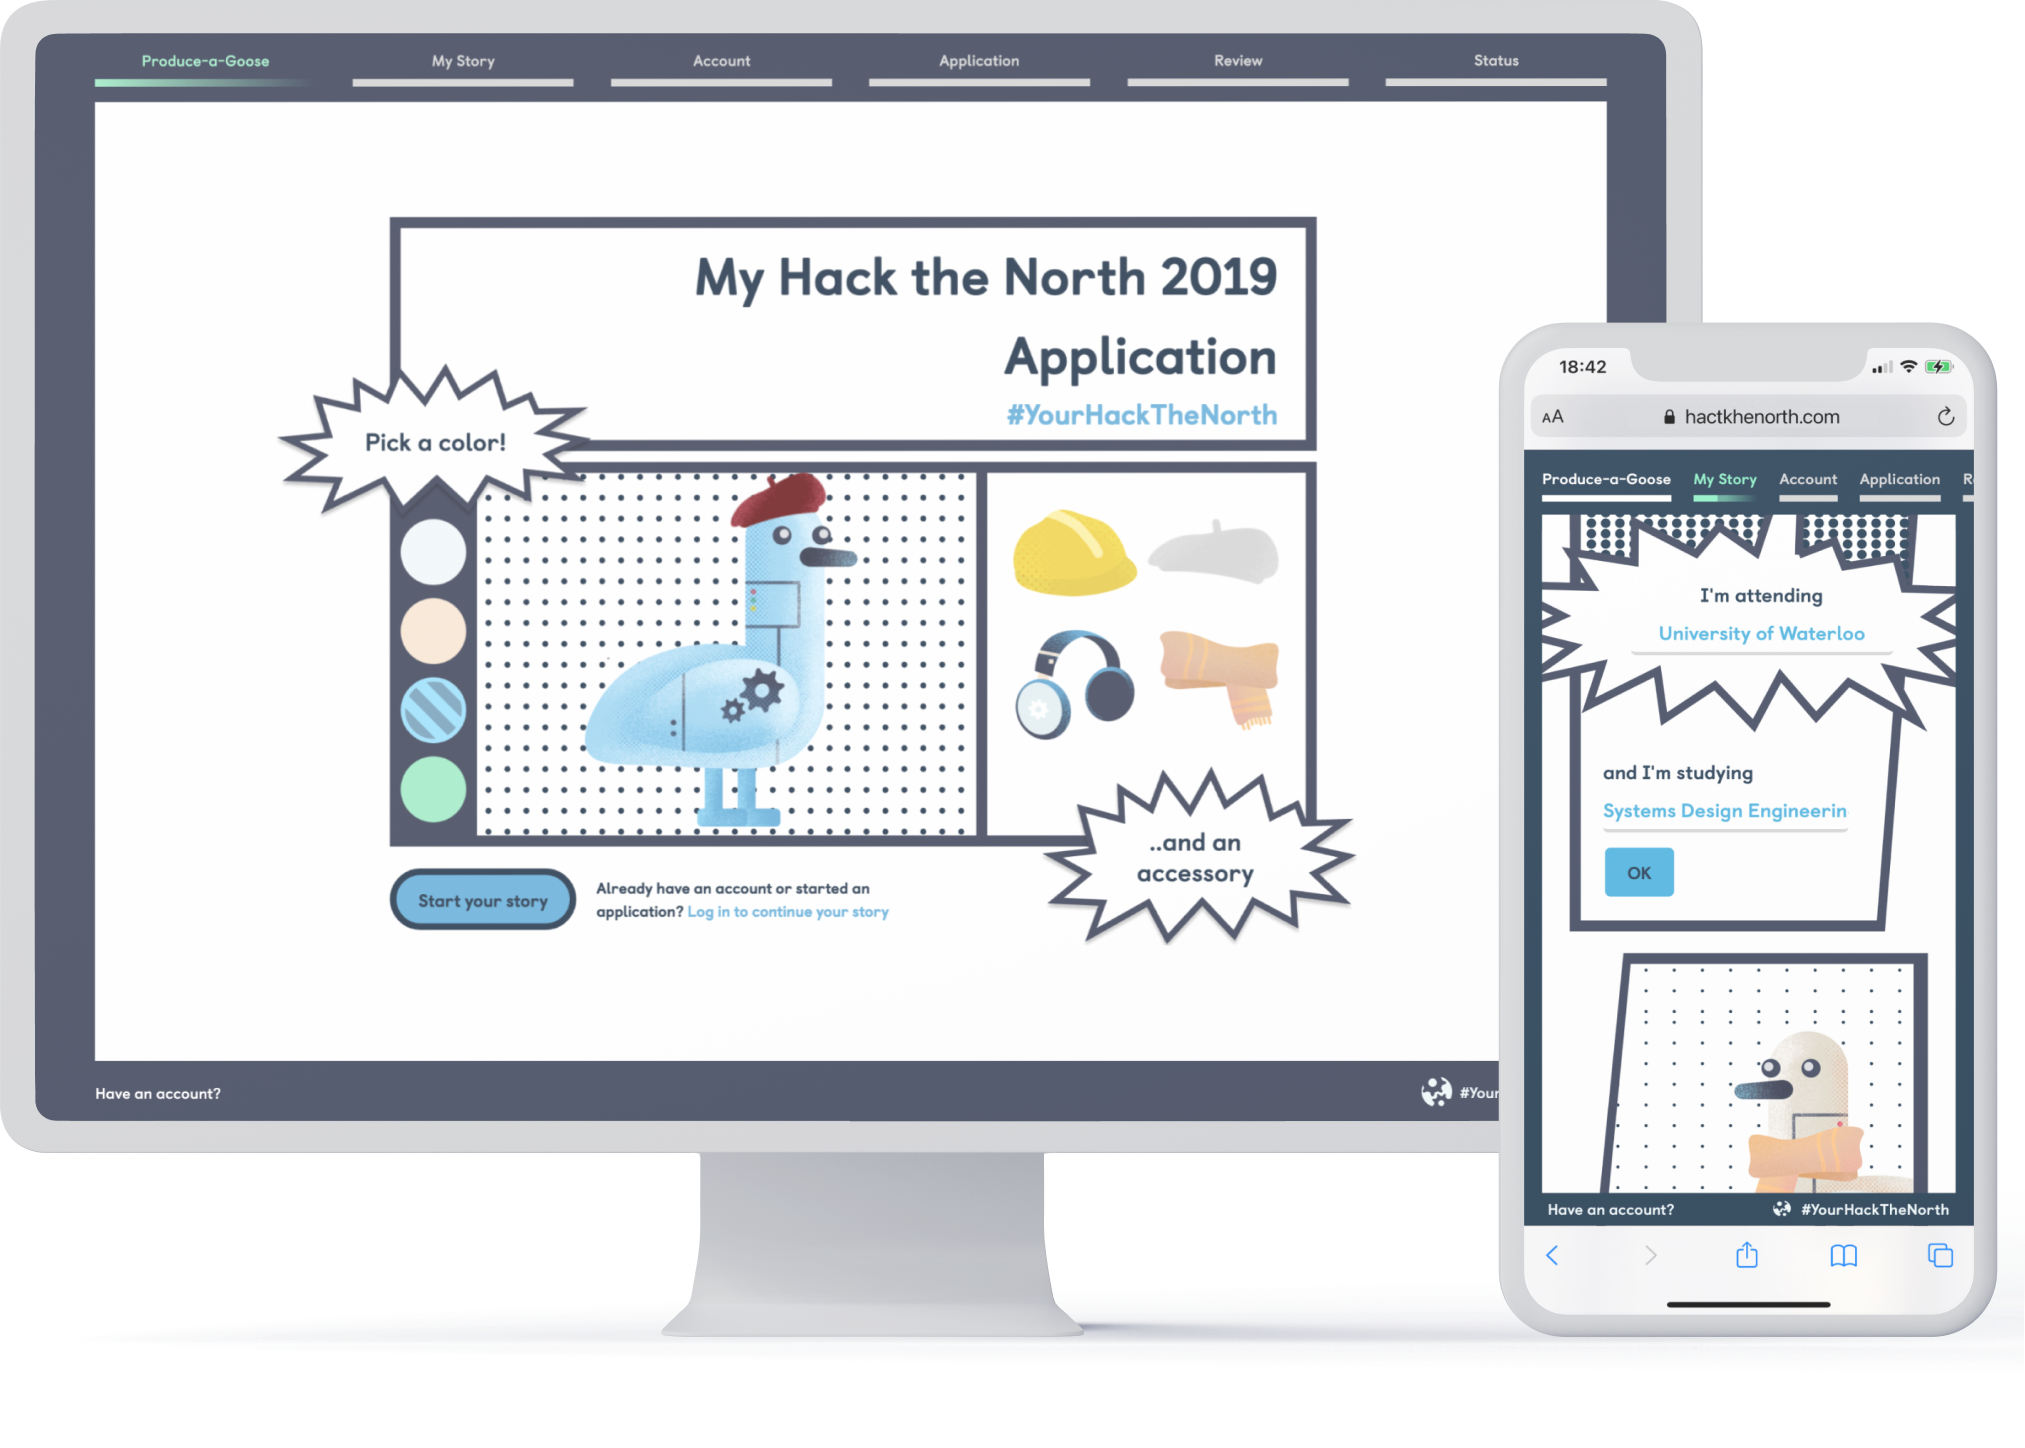 Produce-a-Goose
My Story
Account
Application
Review
Status
My Hack the North 2019
Application
#YourHackTheNorth
Pick a color!
..and an
accessory
Start your story
Already have an account or started an
application? Log in to continue your story
Have an account?
#Your
18:42
AA
hactkhenorth.com
Produce-a-Goose
My Story
Account
Application
R
I'm attending
University of Waterloo
and I'm studying
Systems Design Engineerin
OK
Have an account?
#YourHackTheNorth